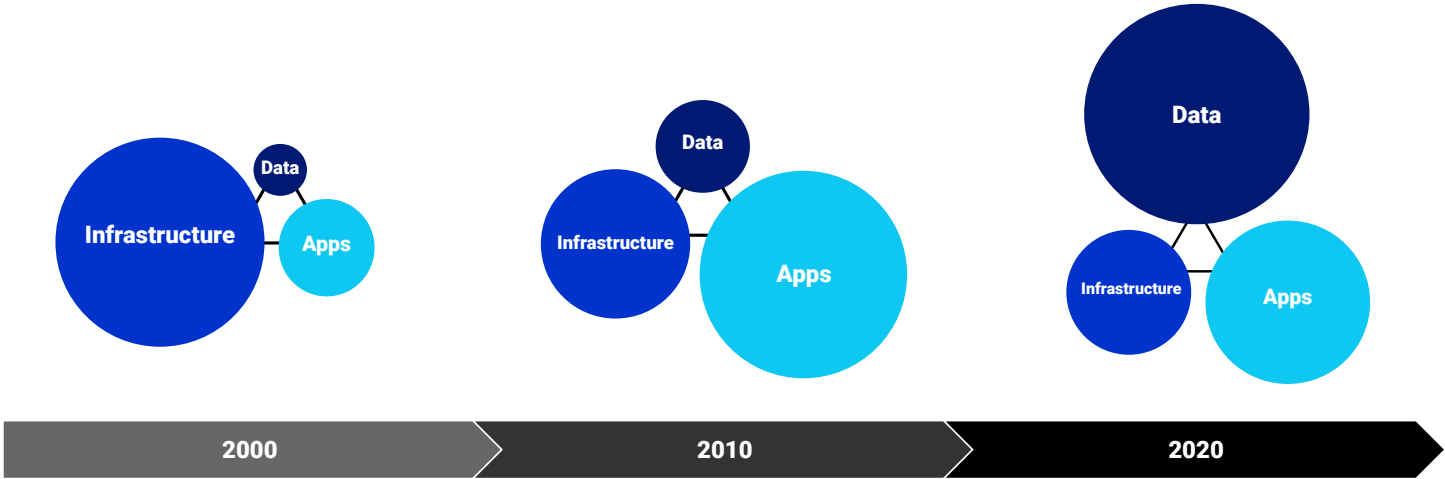 Infrastructure
Data
Apps
Infrastructure
Data
Apps
Data
Infrastructure
Apps
2000
2010
2020